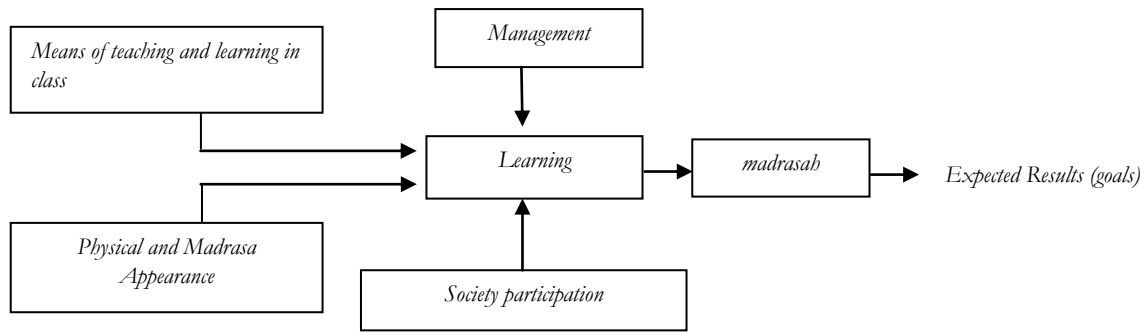 Means of teaching and learning in
class
Management
Learning
madrasah
Expected Results (goals)
Physical and Madrasa
Appearance
Society participation